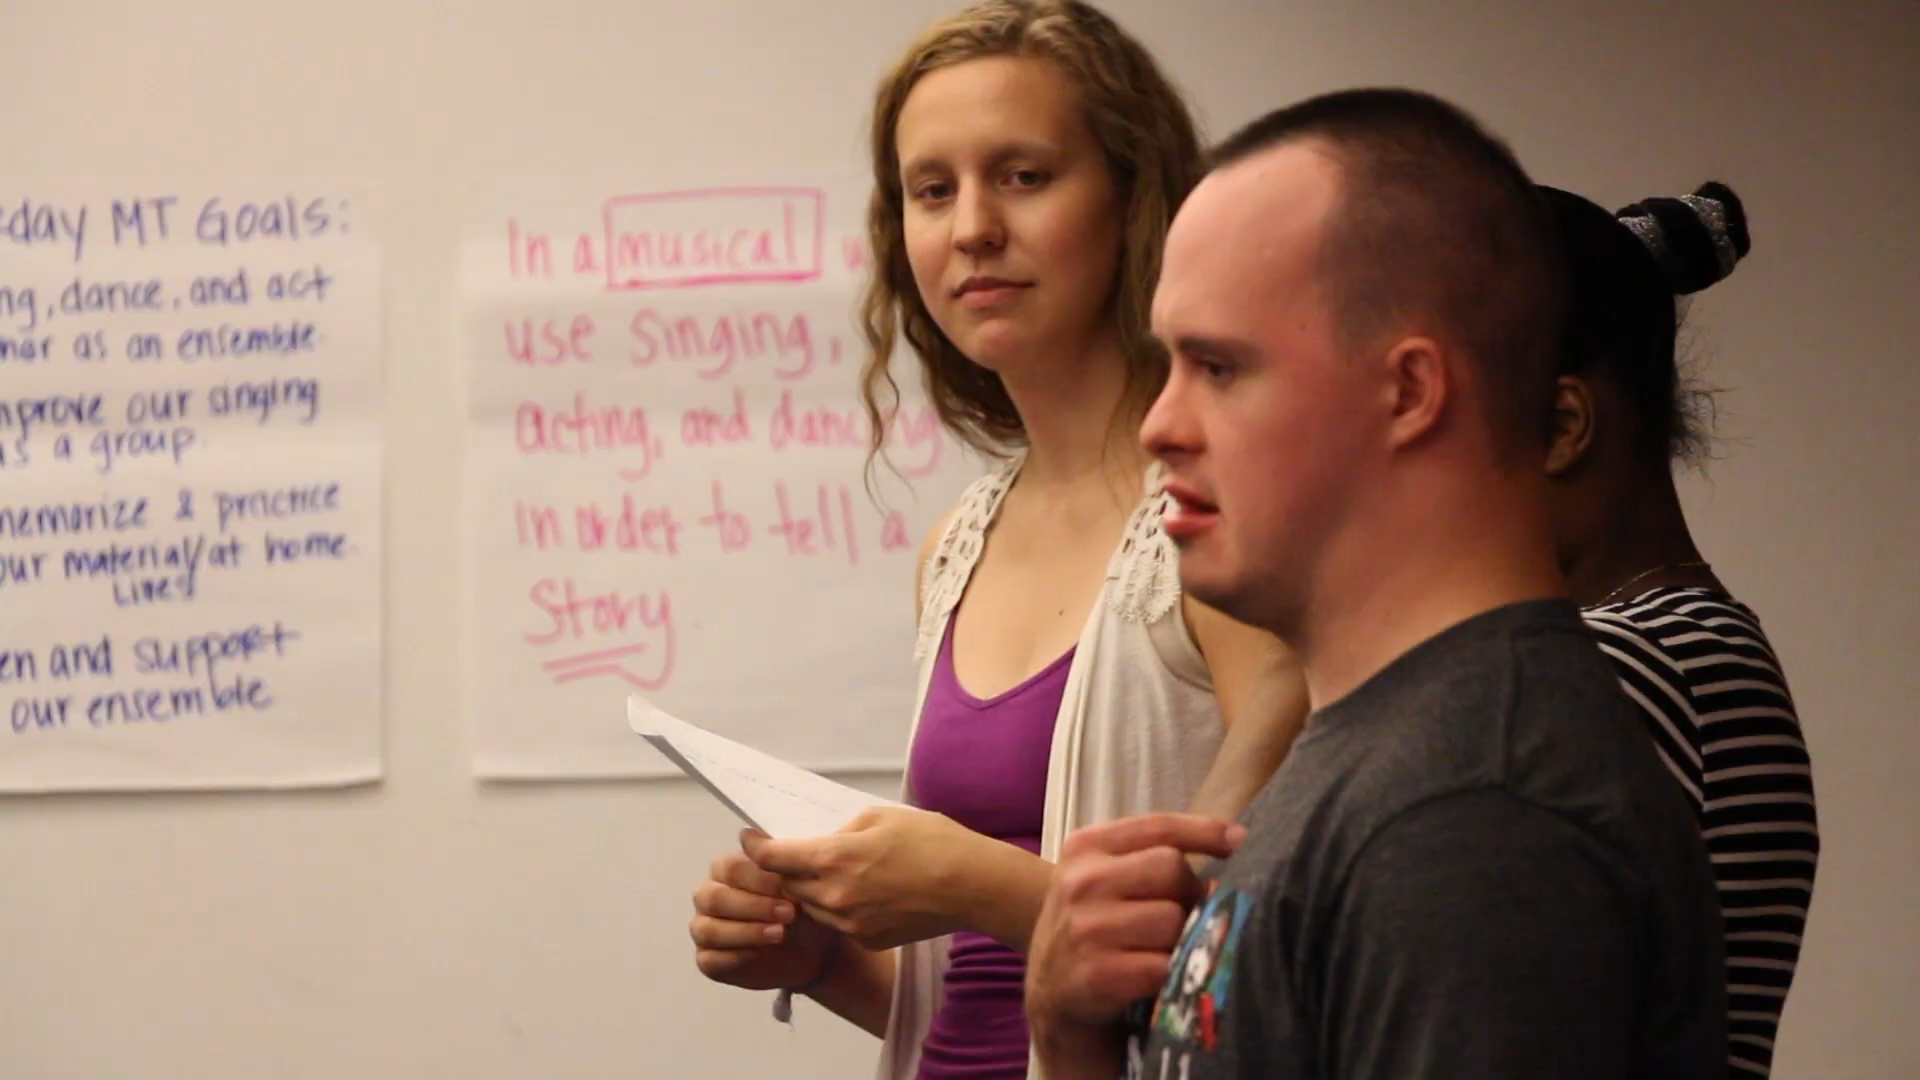 day MT Goals:
ng, dance, and act
as an ensemble.
mprove our singing
as a group.
memorize & practice
our material/at home.
Lines
en and support
our ensemble
In a musical
use singing,
acting, and dancing
in order to tell a
Story.